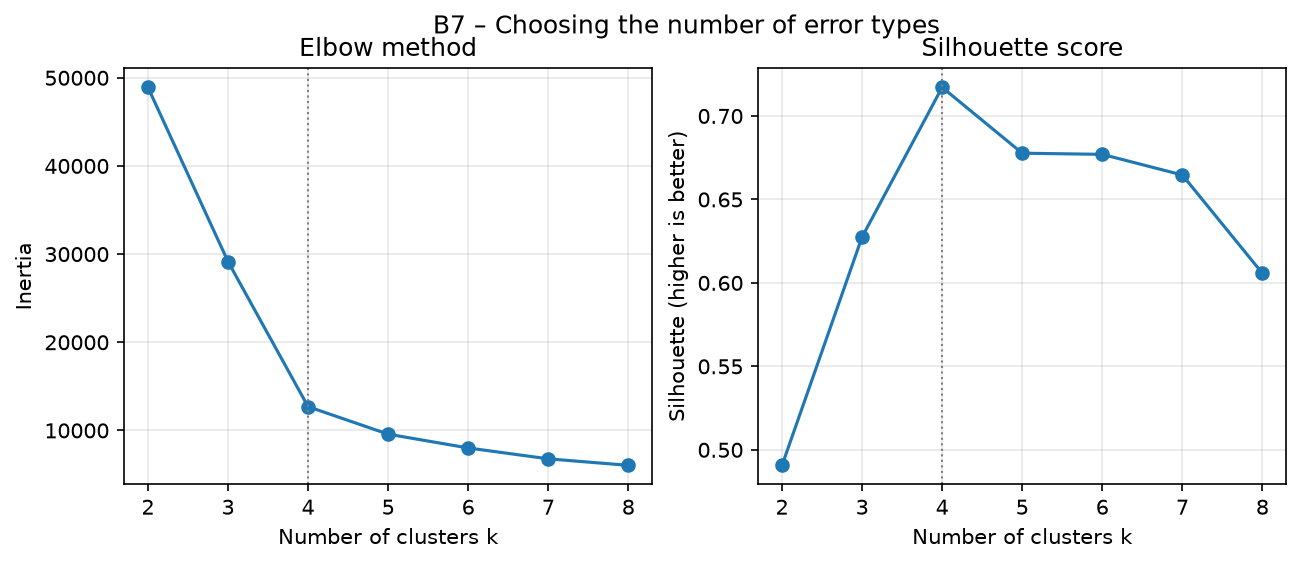 B7 – Choosing the number of error types
Elbow method
50000
40000
30000
20000
10000
Inertia
2 3 4 5 6 7 8
Number of clusters k
Silhouette score
0.70
0.65
0.60
0.55
0.50
Silhouette (higher is better)
2 3 4 5 6 7 8
Number of clusters k